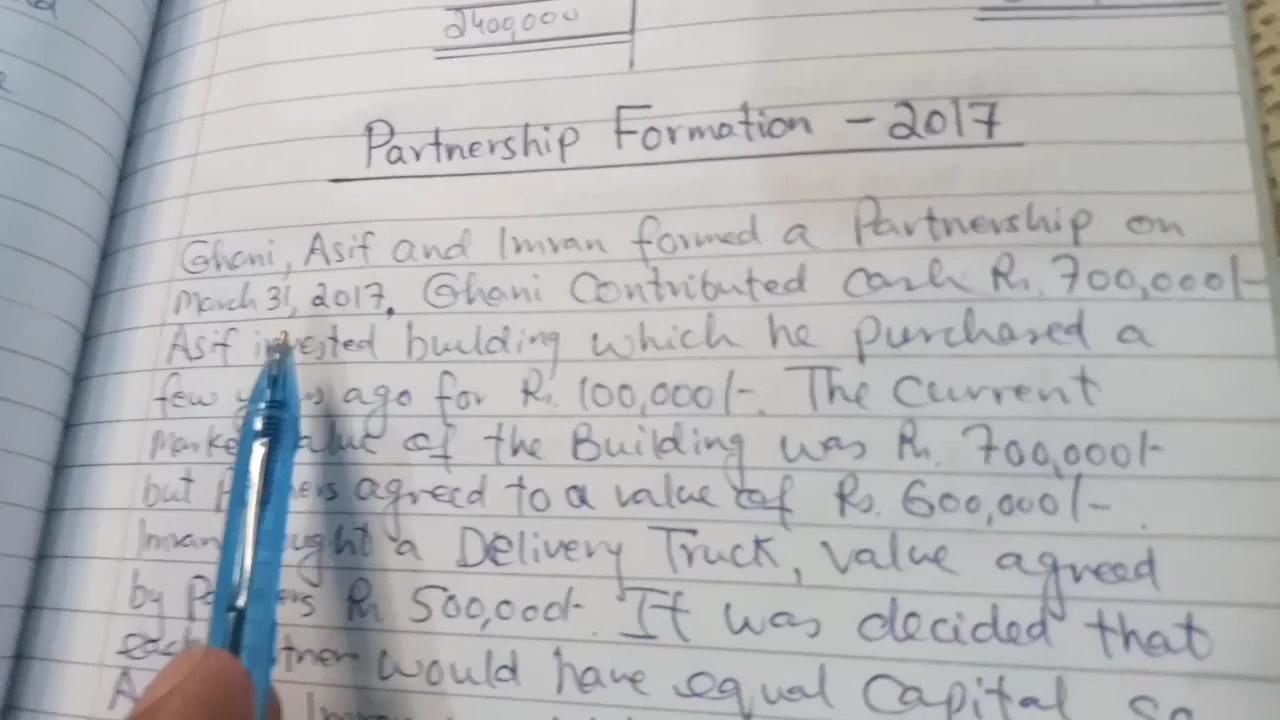 2400,000
Partnership Formation - 2017
Ghani, Asif and Imran formed a Partnership on
March 31, 2017. Ghani Contributed cash Rs. 700,000/-
Asif invested building which he purchased a
few ago for Rs. 100,000/-. The Current
of the Building was Rs. 700,000/-
but agreed to a value of Rs. 600,000/-.
Imran a Delivery Truck, value agreed
by Rs 500,000/-. It was decided that
would have equal Capital so